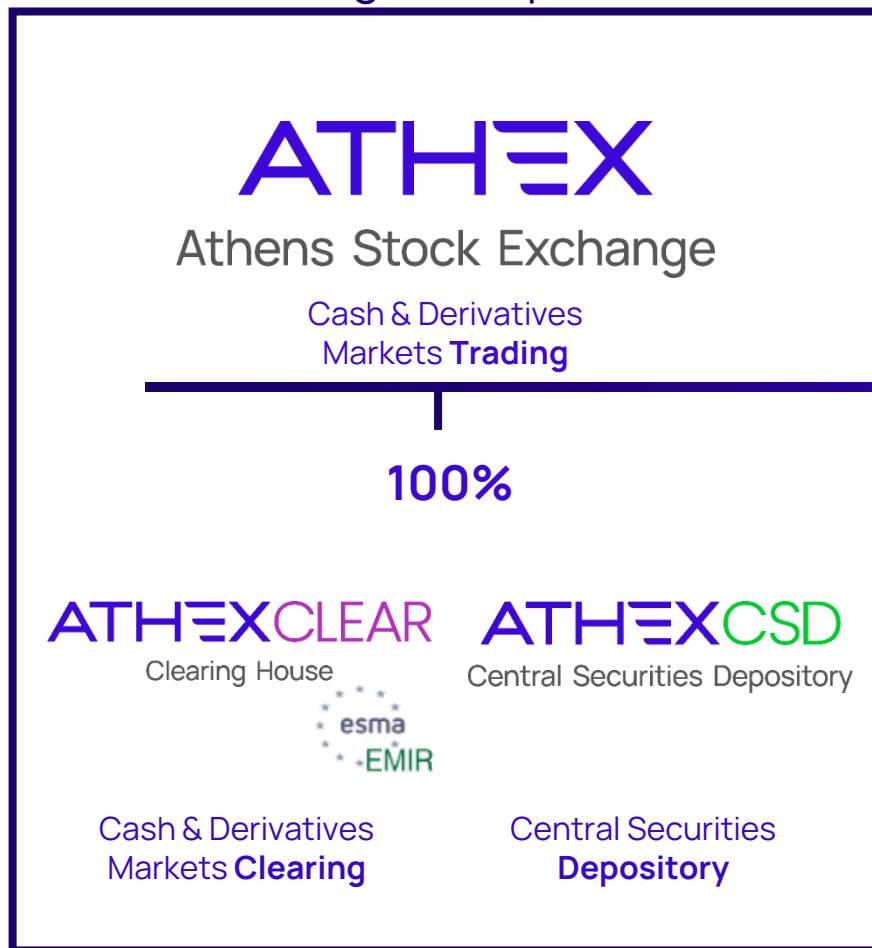 ATHEX
Athens Stock Exchange
Cash & Derivatives
Markets Trading
100%
ATHEXCLEAR
Clearing House
esma
EMIR
Cash & Derivatives
Markets Clearing
ATHEXCSD
Central Securities Depository
Central Securities
Depository